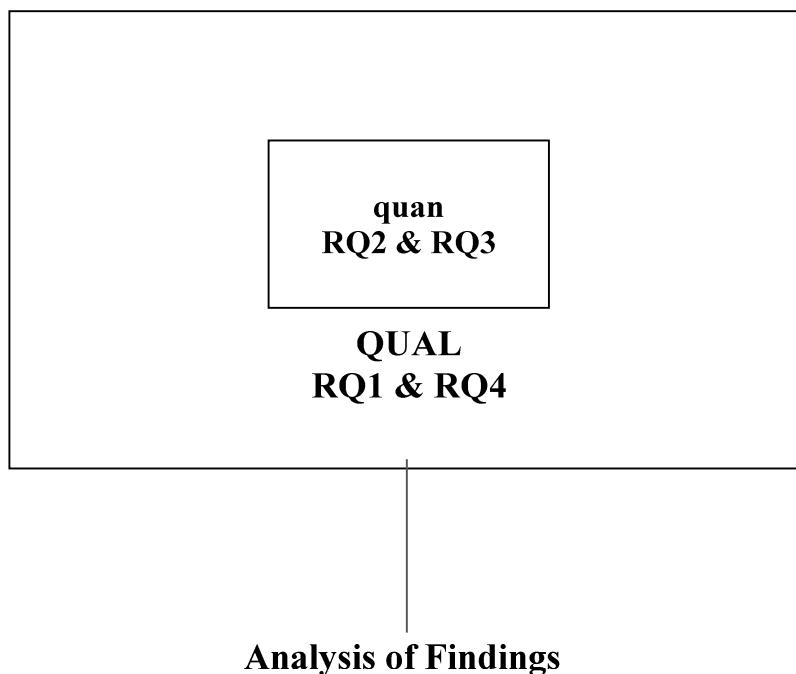 quan
RQ2 & RQ3
QUAL
RQ1 & RQ4
Analysis of Findings